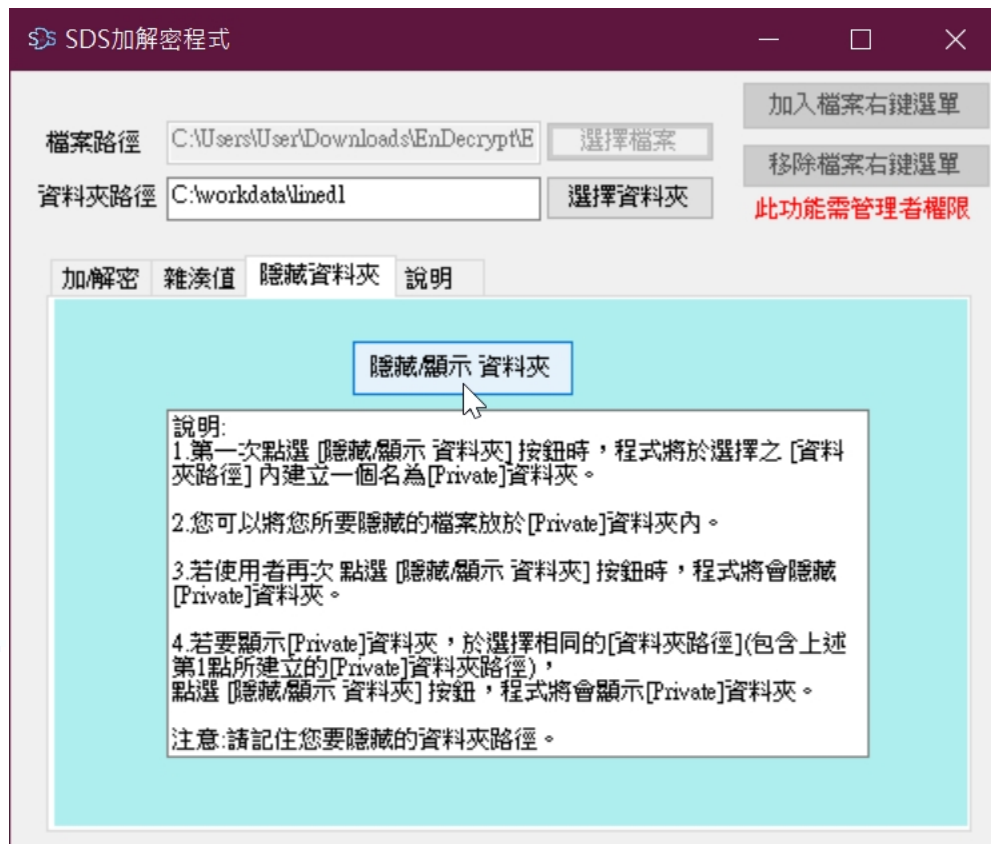 SDS加解密程式
加入檔案右鍵選單
檔案路徑 C:\Users\User\Downloads\EnDecrypt\E 選擇檔案
移除檔案右鍵選單
資料夾路徑 C:\workdata\lined1 選擇資料夾
此功能需管理者權限
加/解密 雜湊值 隱藏資料夾 說明
隱藏/顯示 資料夾
說明:
1.第一次點選 [隱藏/顯示 資料夾] 按鈕時，程式將於選擇之 [資料
夾路徑] 內建立一個名為[Private]資料夾。
2.您可以將您所要隱藏的檔案放於[Private]資料夾內。
3.若使用者再次 點選 [隱藏/顯示 資料夾] 按鈕時，程式將會隱藏
[Private]資料夾。
4.若要顯示[Private]資料夾，於選擇相同的[資料夾路徑](包含上述
第1點所建立的[Private]資料夾路徑)，
點選 [隱藏/顯示 資料夾] 按鈕，程式將會顯示[Private]資料夾。
注意:請記住您要隱藏的資料夾路徑。